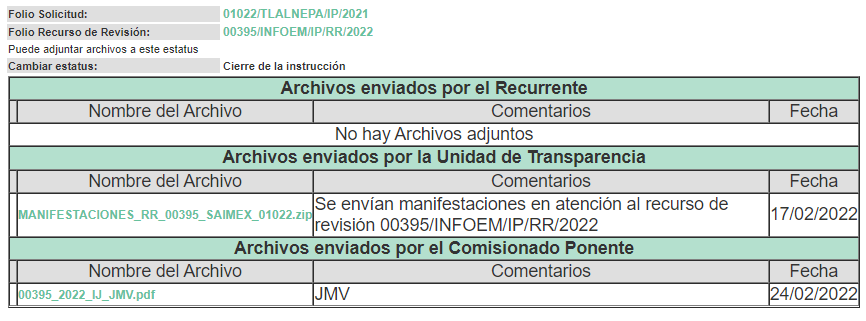 Folio Solicitud: 01022/TLALNEPA/IP/2021
Folio Recurso de Revisión: 00395/INFOEM/IP/RR/2022
Puede adjuntar archivos a este estatus
Cambiar estatus: Cierre de la instrucción
Archivos enviados por el Recurrente
Nombre del Archivo Comentarios Fecha
No hay Archivos adjuntos
Archivos enviados por la Unidad de Transparencia
Nombre del Archivo Comentarios Fecha
MANIFESTACIONES_RR_00395_SAIMEX_01022.zip Se envían manifestaciones en atención al recurso de
revisión 00395/INFOEM/IP/RR/2022 17/02/2022
Archivos enviados por el Comisionado Ponente
Nombre del Archivo Comentarios Fecha
00395_2022_IJ_JMV.pdf JMV 24/02/2022